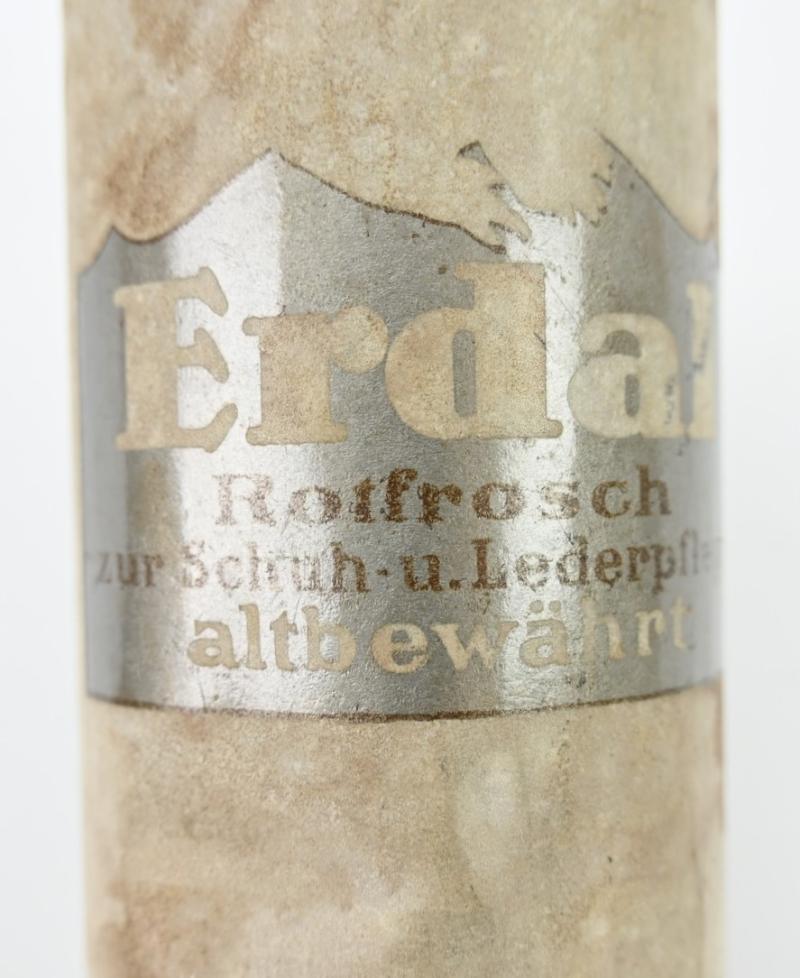 Erdal
Rotfrosch
zur Schuh-u. Lederpfle
altbewährt